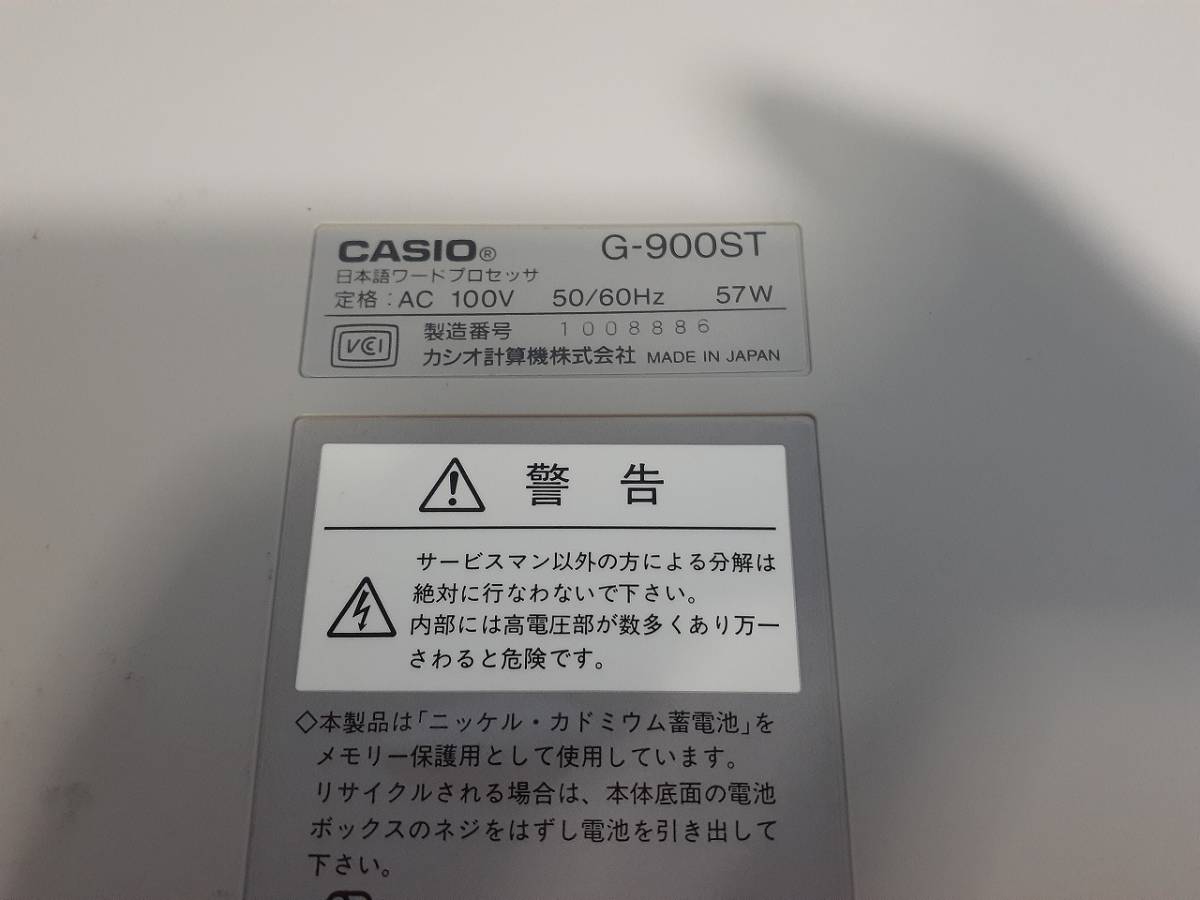 CASIO® G-900ST
日本語ワードプロセッサ
定格:AC 100V 50/60Hz 57W
VCCI 製造番号 1008886
カシオ計算機株式会社 MADE IN JAPAN
警 告
サービスマン以外の方による分解は
絶対に行なわないで下さい。
内部には高電圧部が数多くあり万一
さわると危険です。
◇本製品は「ニッケル・カドミウム蓄電池」を
メモリー保護用として使用しています。
リサイクルされる場合は、本体底面の電池
ボックスのネジをはずし電池を引き出して
下さい。